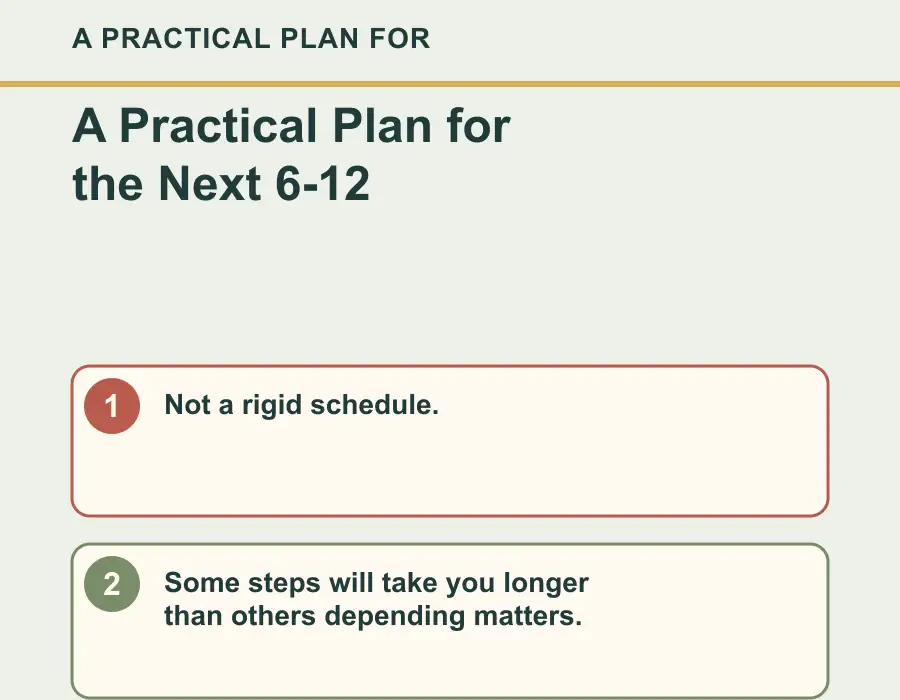 A PRACTICAL PLAN FOR
A Practical Plan for
the Next 6-12
1
Not a rigid schedule.
2
Some steps will take you longer
than others depending matters.